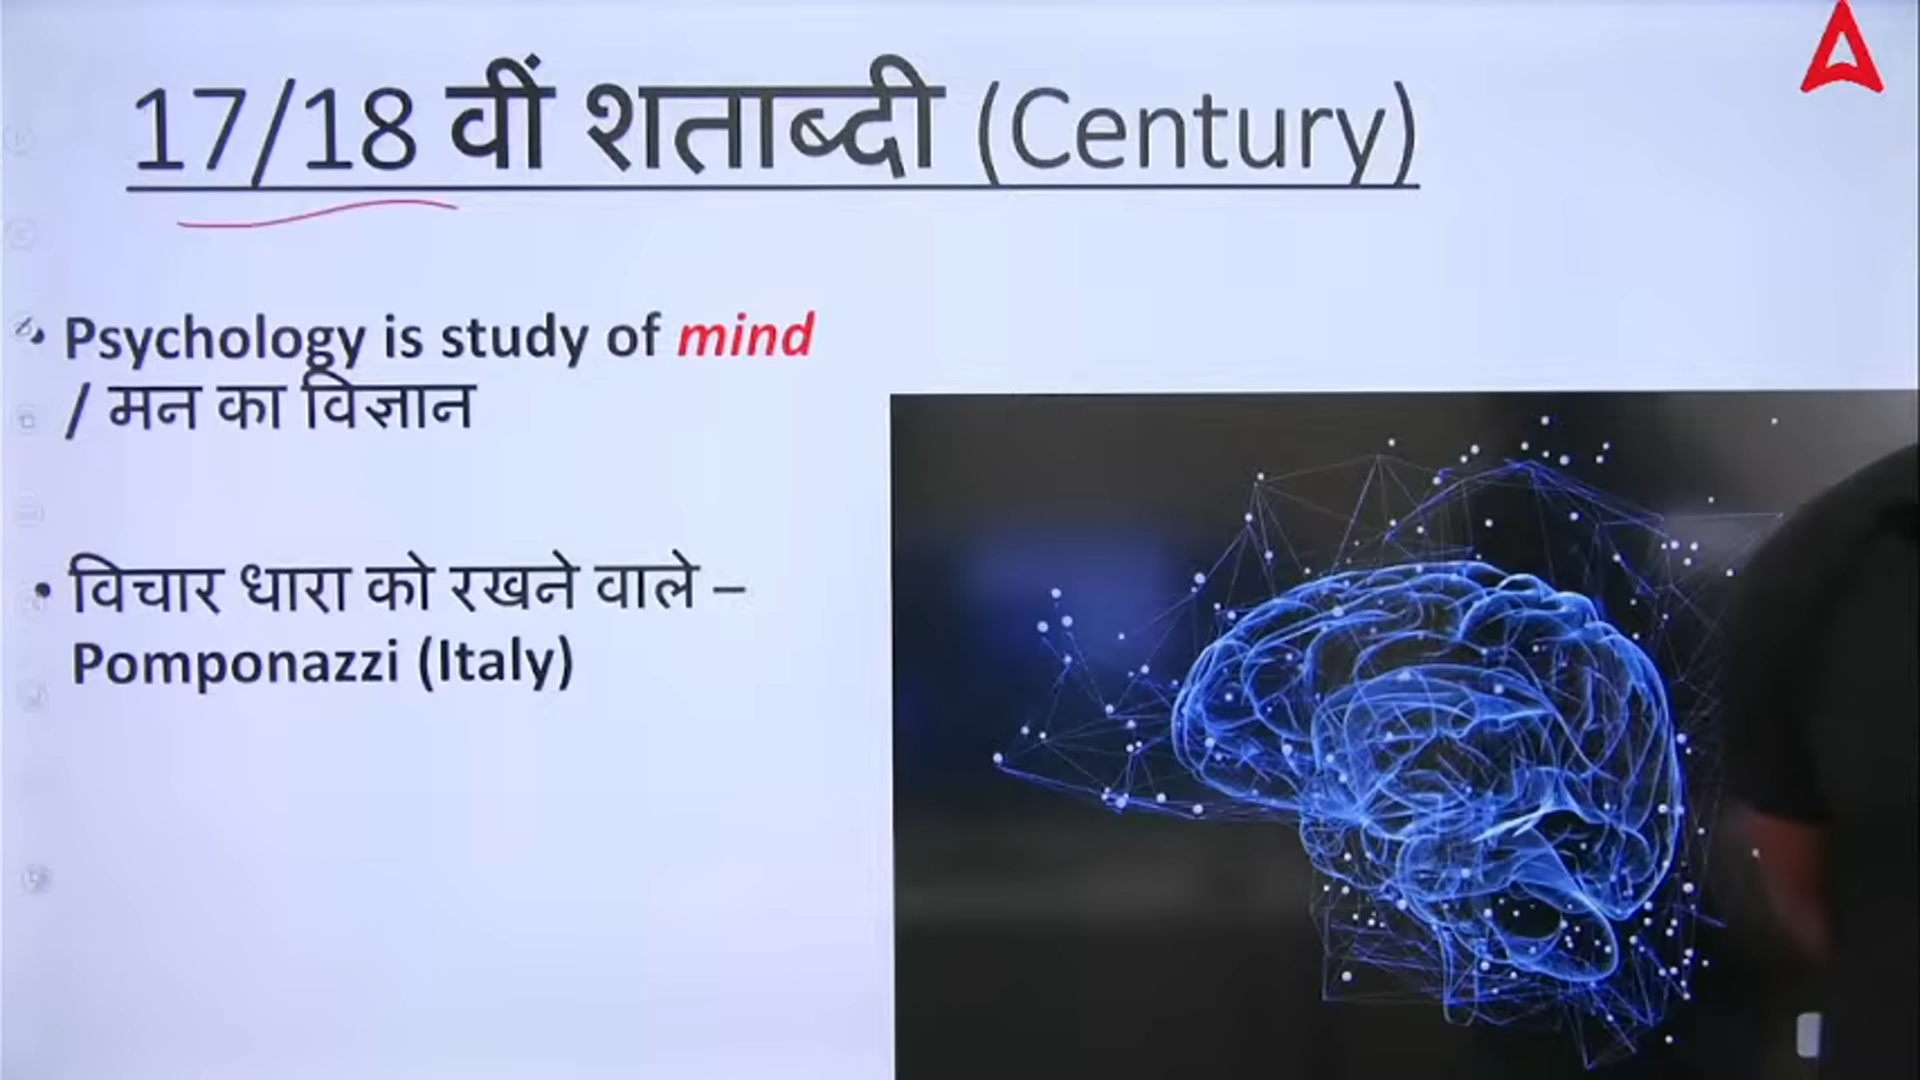 17/18 वीं शताब्दी (Century)
• Psychology is study of mind
/ मन का विज्ञान
• विचार धारा को रखने वाले –
Pomponazzi (Italy)